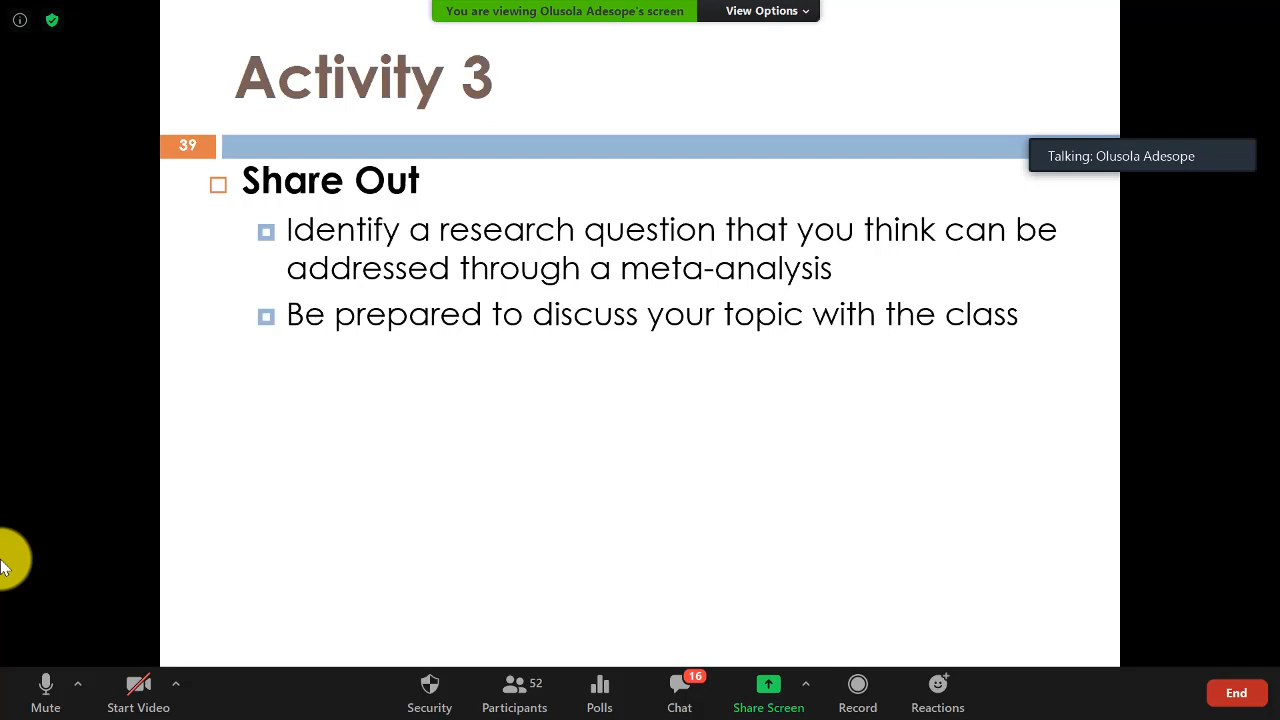 You are viewing Olusola Adesope's screen
View Options
Activity 3
39
Talking: Olusola Adesope
Share Out
Identify a research question that you think can be
addressed through a meta-analysis
Be prepared to discuss your topic with the class
52
16
Mute
Start Video
Security
Participants
Polls
Chat
Share Screen
Record
Reactions
End